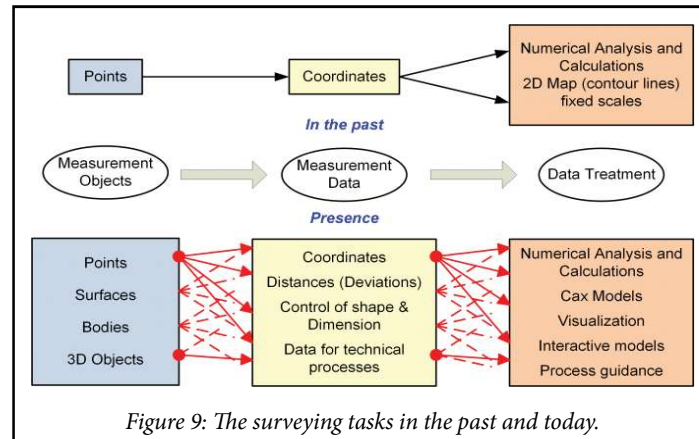 Points
Coordinates
Numerical Analysis and
Calculations
2D Map (contour lines)
fixed scales
In the past
Measurement
Objects
Measurement
Data
Data Treatment
Presence
Points
Surfaces
Bodies
3D Objects
Coordinates
Distances (Deviations)
Control of shape &
Dimension
Data for technical
processes
Numerical Analysis and
Calculations
Cax Models
Visualization
Interactive models
Process guidance
Figure 9: The surveying tasks in the past and today.